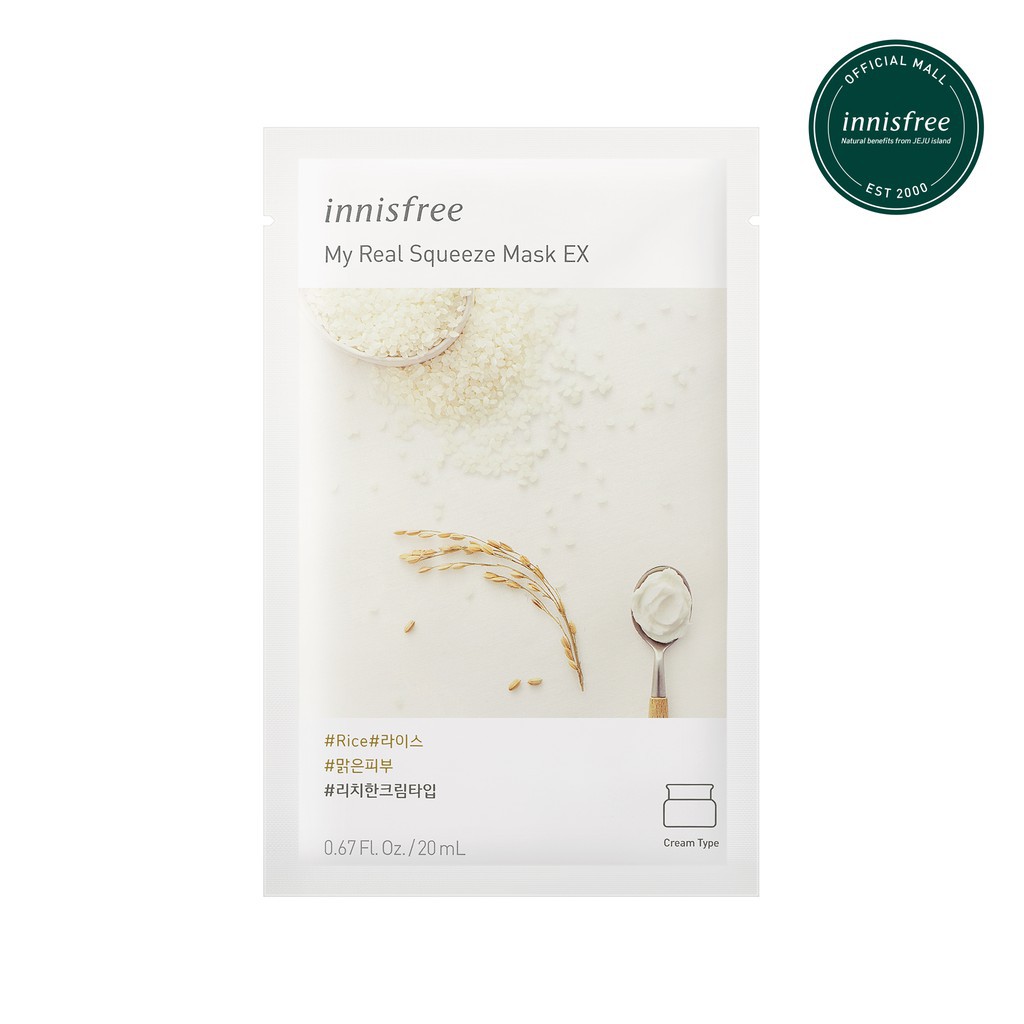 OFFICIAL MALL
innisfree
Natural benefits from JEJU island
EST 2000
innisfree
My Real Squeeze Mask EX
#Rice#라이스
#맑은피부
#리치한크림타입
0.67 Fl. Oz. / 20 mL
Cream Type